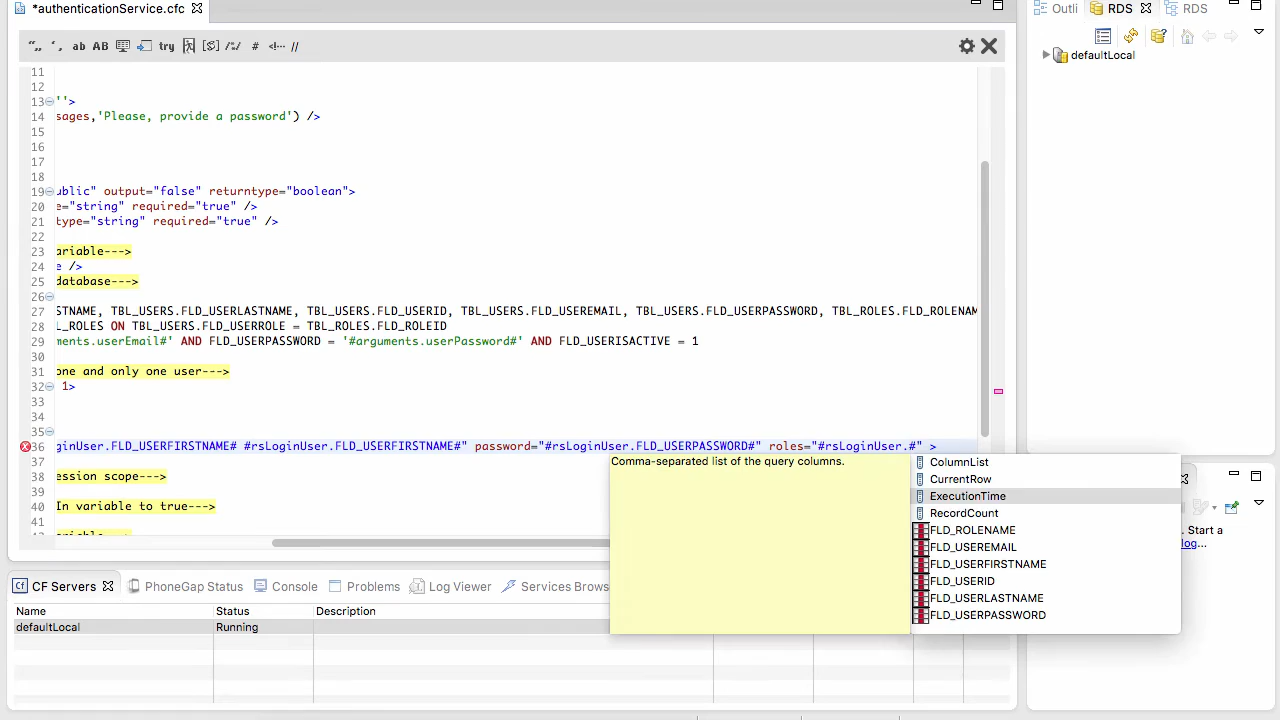 *authenticationService.cfc
Outli
RDS
RDS
ab AB try # <!-- //
defaultLocal
11
12
13 ''>
14 sages,'Please, provide a password') />
15
16
17
18
19 ublic" output="false" returntype="boolean">
20 e="string" required="true" />
21 type="string" required="true" />
22
23 ariable--->
24 e />
25 database--->
26
27 STNAME, TBL_USERS.FLD_USERLASTNAME, TBL_USERS.FLD_USERID, TBL_USERS.FLD_USEREMAIL, TBL_USERS.FLD_USERPASSWORD, TBL_ROLES.FLD_ROLENAM
28 L_ROLES ON TBL_USERS.FLD_USERROLE = TBL_ROLES.FLD_ROLEID
29 ments.userEmail#' AND FLD_USERPASSWORD = '#arguments.userPassword#' AND FLD_USERISACTIVE = 1
30
31 one and only one user--->
32 1>
33
34
35
36 ginUser.FLD_USERFIRSTNAME# #rsLoginUser.FLD_USERFIRSTNAME#" password="#rsLoginUser.FLD_USERPASSWORD#" roles="#rsLoginUser.#" >
37
38 ession scope--->
39
40 In variable to true--->
41
Comma-separated list of the query columns.
ColumnList
CurrentRow
ExecutionTime
RecordCount
FLD_ROLENAME
FLD_USEREMAIL
FLD_USERFIRSTNAME
FLD_USERID
FLD_USERLASTNAME
FLD_USERPASSWORD
. Start a
log...
Cf CF Servers
PhoneGap Status
Console
Problems
Log Viewer
Services Brows
Name Status Description
defaultLocal Running